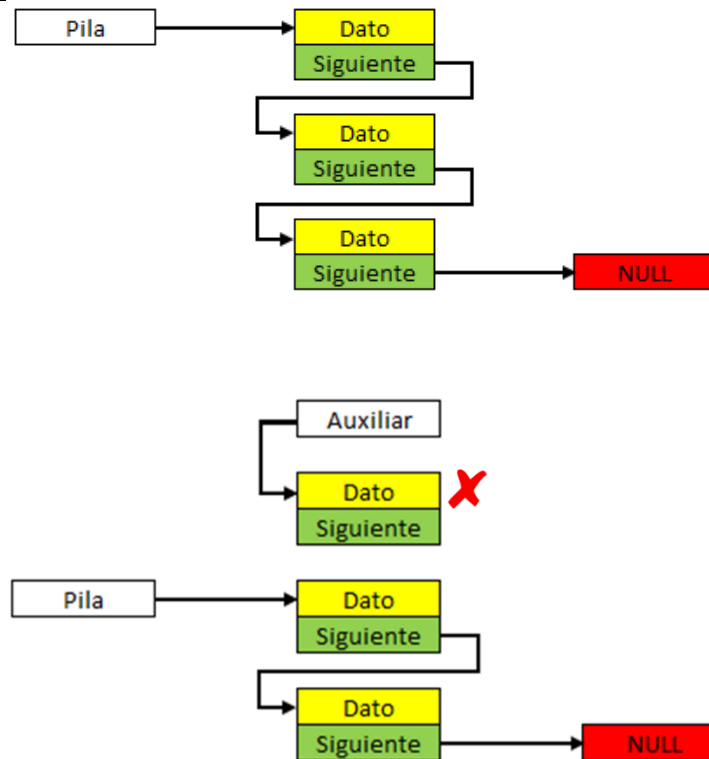 Pila
Dato
Siguiente
Dato
Siguiente
Dato
Siguiente
NULL
Auxiliar
Dato
Siguiente
Pila
Dato
Siguiente
Dato
Siguiente
NULL